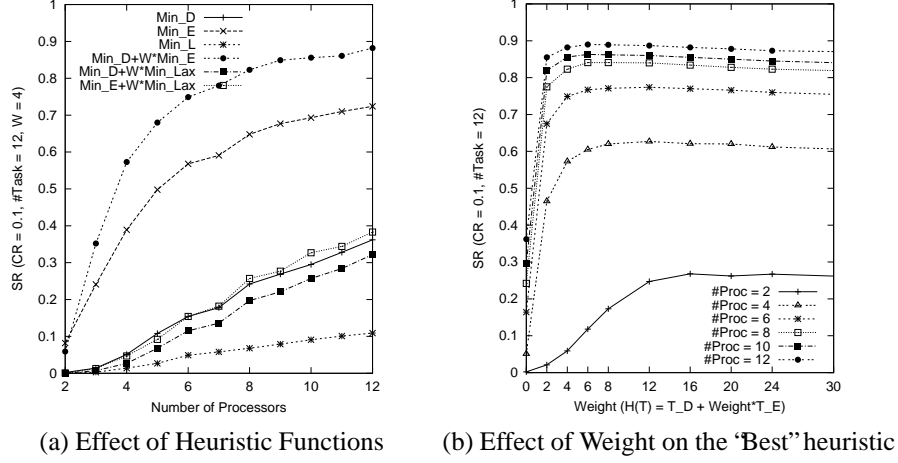 SR (CR = 0.1, #Task = 12, W = 4)
1
0.9
0.8
0.7
0.6
0.5
0.4
0.3
0.2
0.1
0
Min_D
Min_E
Min_L
Min_D+W*Min_E
Min_D+W*Min_Lax
Min_E+W*Min_Lax
2 4 6 8 10 12
Number of Processors
(a) Effect of Heuristic Functions
SR (CR = 0.1, #Task = 12)
1
0.9
0.8
0.7
0.6
0.5
0.4
0.3
0.2
0.1
0
#Proc = 2
#Proc = 4
#Proc = 6
#Proc = 8
#Proc = 10
#Proc = 12
0 2 4 6 8 12 16 20 24 30
Weight (H(T) = T_D + Weight*T_E)
(b) Effect of Weight on the “Best” heuristic